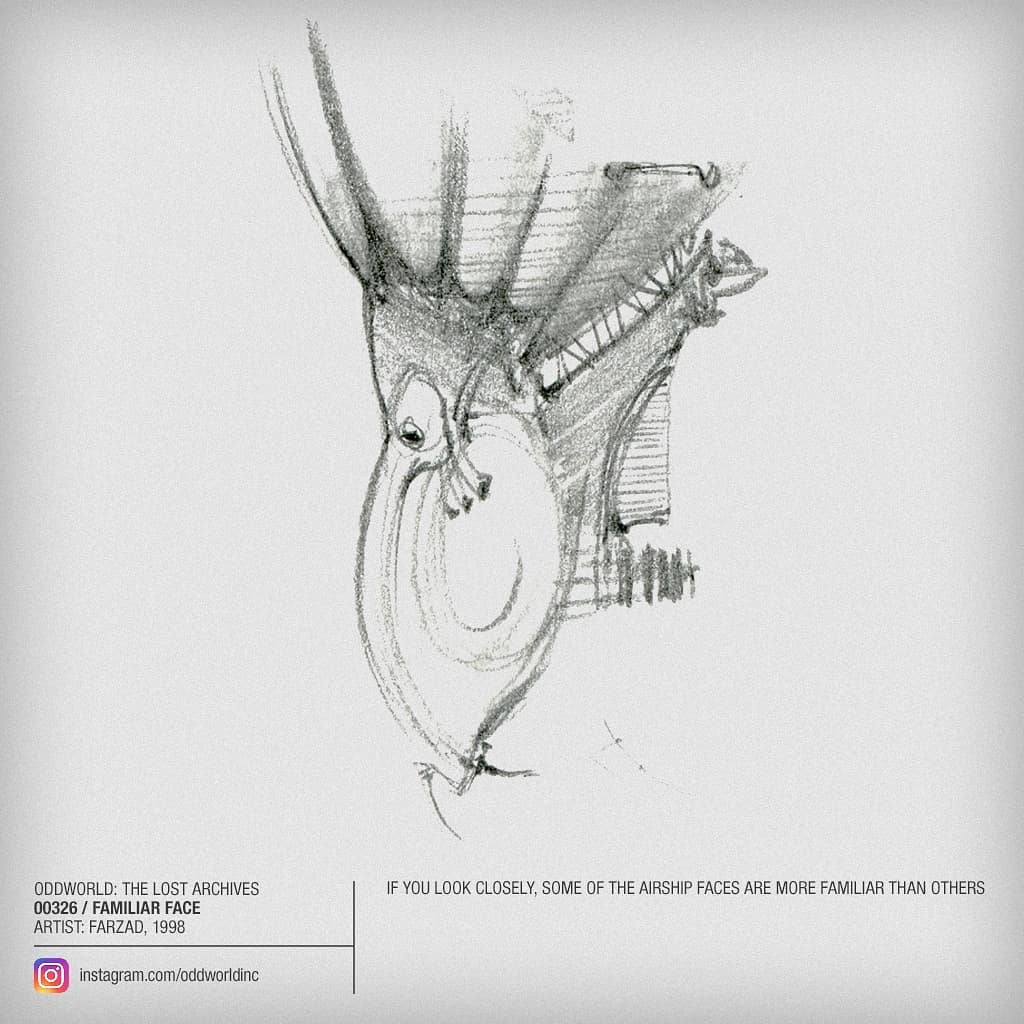 ODDWORLD: THE LOST ARCHIVES
00326 / FAMILIAR FACE
ARTIST: FARZAD, 1998
instagram.com/oddworldinc
IF YOU LOOK CLOSELY, SOME OF THE AIRSHIP FACES ARE MORE FAMILIAR THAN OTHERS